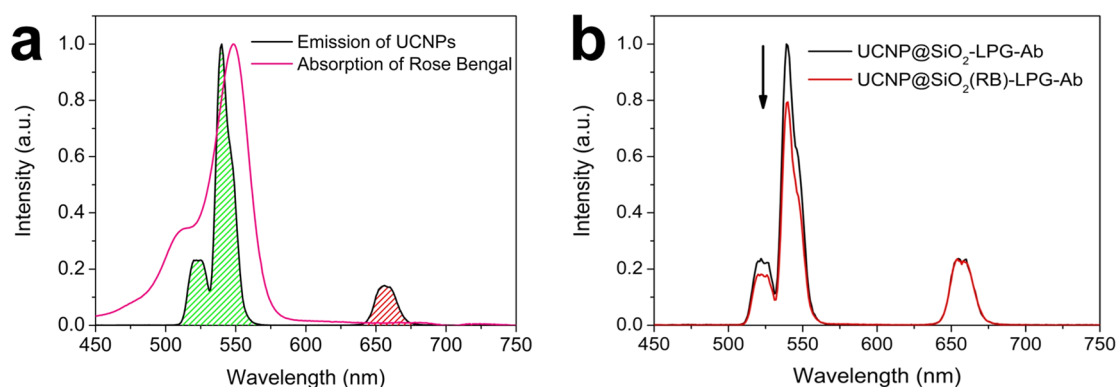 a
Emission of UCNPs
Absorption of Rose Bengal
Intensity (a.u.)
1.0
0.8
0.6
0.4
0.2
0.0
450 500 550 600 650 700 750
Wavelength (nm)
b
UCNP@SiO₂-LPG-Ab
UCNP@SiO₂(RB)-LPG-Ab
Intensity (a.u.)
1.0
0.8
0.6
0.4
0.2
0.0
450 500 550 600 650 700 750
Wavelength (nm)